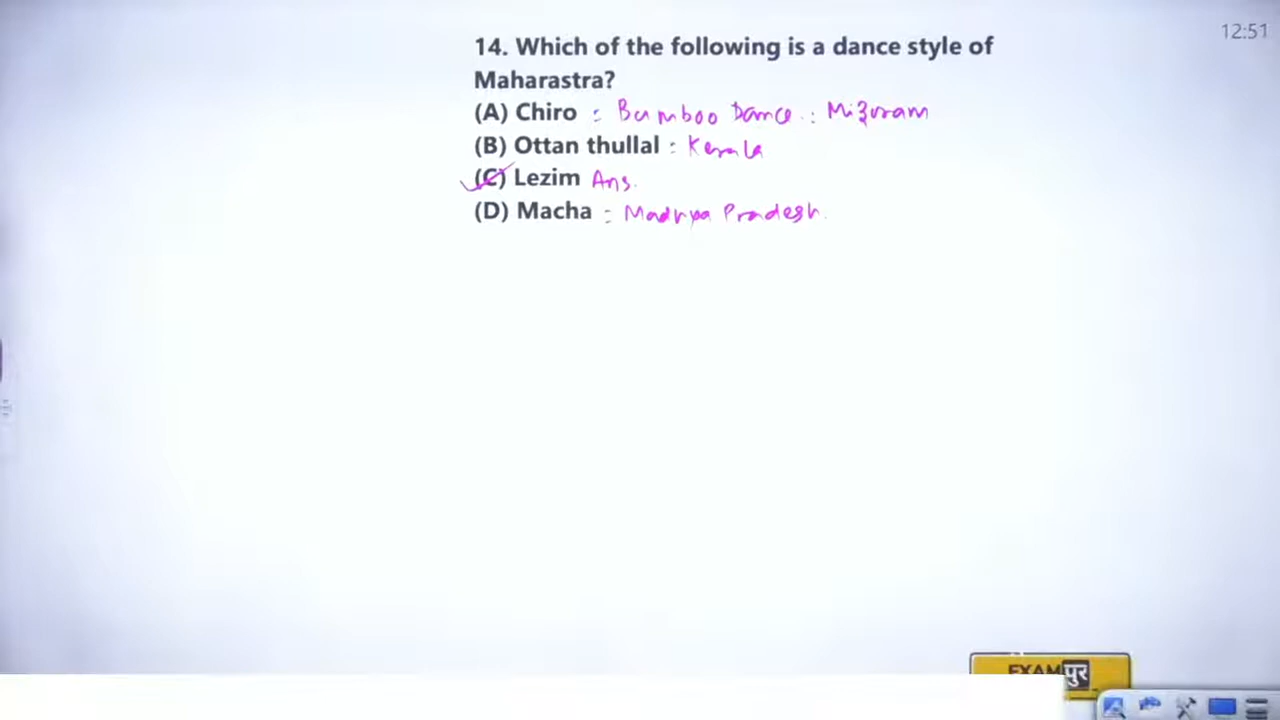 12:51
14. Which of the following is a dance style of
Maharastra?
(A) Chiro : Bamboo Dance : Mizoram
(B) Ottan thullal : Kerala
(C) Lezim Ans.
(D) Macha : Madhya Pradesh.
EXAMपुर